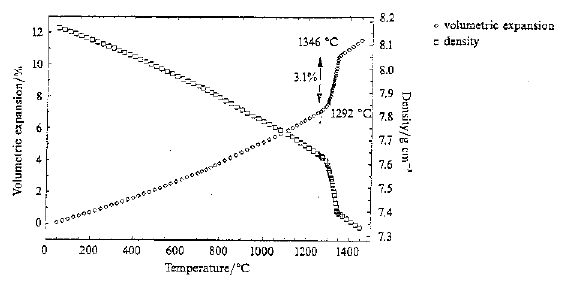 volumetric expansion
density
Volumetric expansion/%
12
10
8
6
4
2
0
1346 °C
3.1%
1292 °C
8.2
8.1
8.0
7.9
7.8
7.7
7.6
7.5
7.4
7.3
Density/g cm⁻³
0 200 400 600 800 1000 1200 1400
Temperature/°C